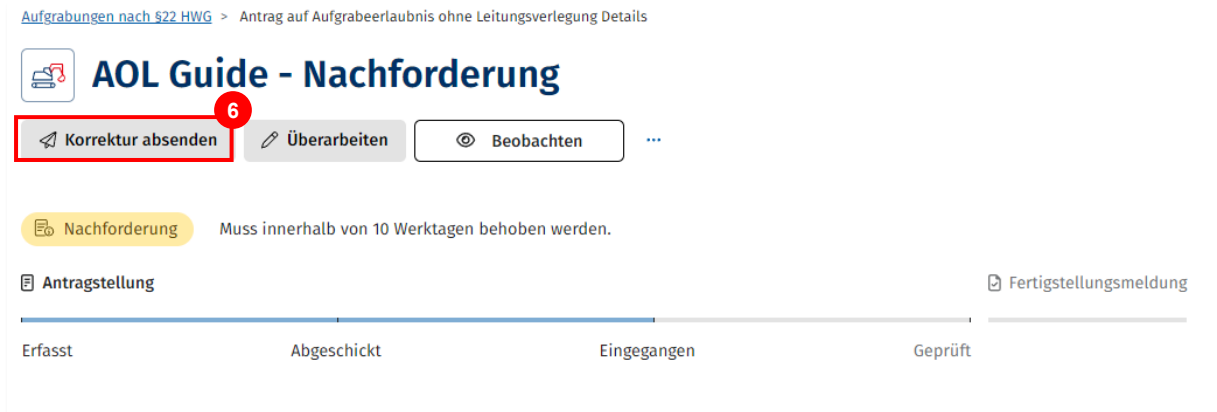 Aufgrabungen nach §22 HWG > Antrag auf Aufgrabeerlaubnis ohne Leitungsverlegung Details
AOL Guide - Nachforderung
6
Korrektur absenden Überarbeiten Beobachten ...
Nachforderung Muss innerhalb von 10 Werktagen behoben werden.
Antragstellung Fertigstellungsmeldung
Erfasst Abgeschickt Eingegangen Geprüft